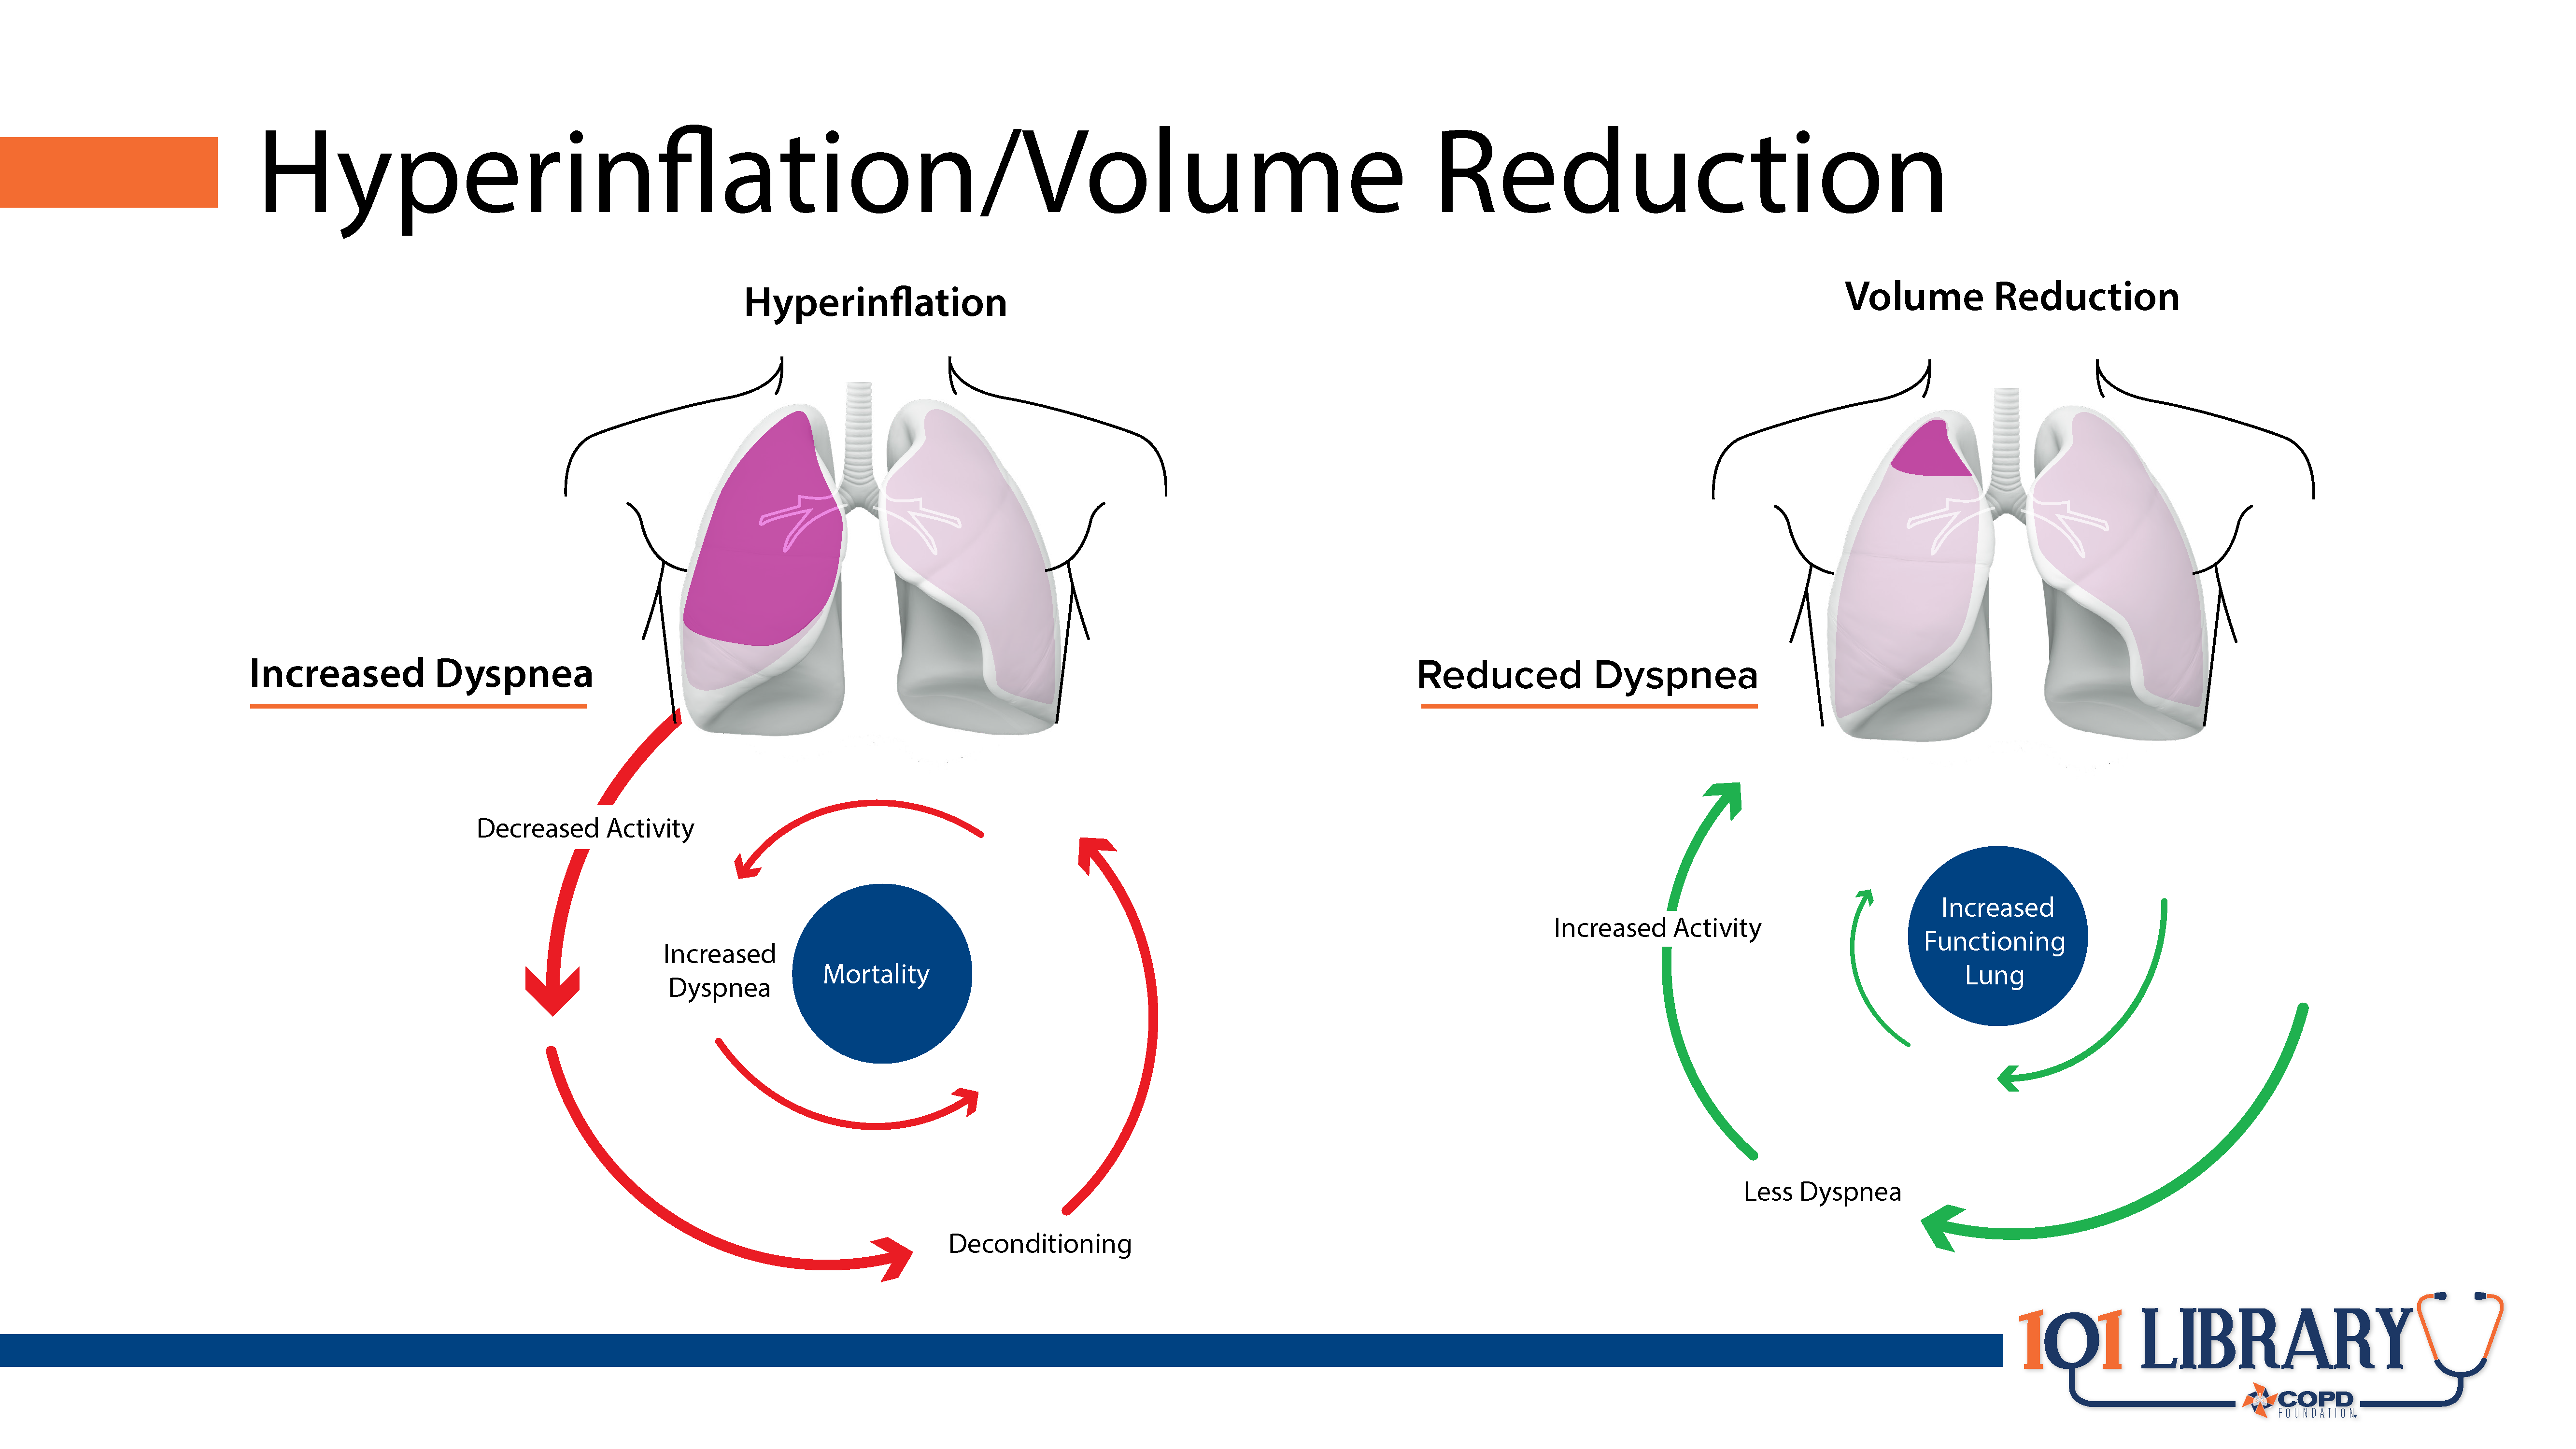 Hyperinflation/Volume Reduction
Hyperinflation
Increased Dyspnea
Decreased Activity
Increased
Dyspnea
Mortality
Deconditioning
Volume Reduction
Reduced Dyspnea
Increased Activity
Increased
Functioning
Lung
Less Dyspnea
101 LIBRARY
COPD
FOUNDATION